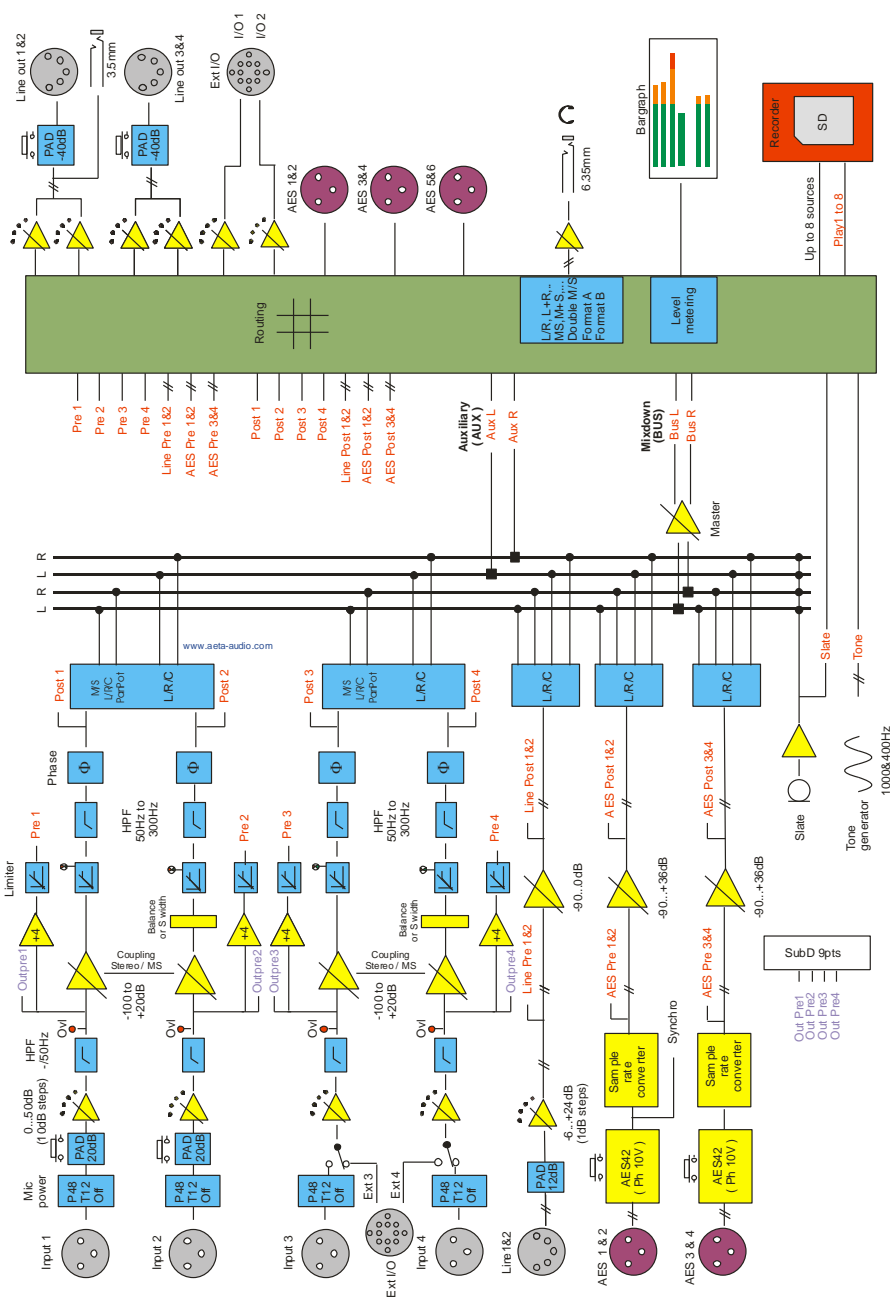 Input 1
Mic
power
P48
T12
Off
PAD
20dB
0...50dB
(10dB steps)
HPF
-/50Hz
Ovl
Outpre1
+4
Limiter
Pre 1
Phase
Φ
Post 1
Coupling
Stereo / MS
-100 to
+20dB
HPF
50Hz to
300Hz
M/S
L/R/C
PanPot
L/R/C
www.aeta-audio.com
Input 2
P48
T12
Off
PAD
20dB
Ovl
Outpre2
+4
Balance
or S width
Pre 2
Φ
Post 2
Input 3
P48
T12
Off
Ext 3
Ext I/O
Ext 4
Ovl
Outpre3
+4
Pre 3
Φ
Post 3
Coupling
Stereo / MS
-100 to
+20dB
HPF
50Hz to
300Hz
M/S
L/R/C
PanPot
L/R/C
Input 4
P48
T12
Off
Ovl
Outpre4
+4
Balance
or S width
Pre 4
Φ
Post 4
Line 1&2
PAD
12dB
-6...+24dB
(1dB steps)
Line Pre 1&2
-90...0dB
Line Post 1&2
L/R/C
AES 1 & 2
AES42
( Ph 10V )
Sample
rate
converter
Synchro
AES Pre 1&2
-90...+36dB
AES Post 1&2
L/R/C
AES 3 & 4
AES42
( Ph 10V )
Sample
rate
converter
AES Pre 3&4
-90...+36dB
AES Post 3&4
L/R/C
Out Pre1
Out Pre2
Out Pre3
Out Pre4
SubD 9pts
Slate
Slate
Tone
generator
1000&400Hz
Tone
L
R
L
R
Master
Pre 1
Pre 2
Pre 3
Pre 4
Line Pre 1&2
AES Pre 1&2
AES Pre 3&4
Post 1
Post 2
Post 3
Post 4
Line Post 1&2
AES Post 1&2
AES Post 3&4
Auxiliary
( AUX )
Aux L
Aux R
Mixdown
(BUS)
Bus L
Bus R
Routing
L/R, L+R,..
MS,M+S,...
Double M/S
Format A
Format B
Level
metering
Line out 1&2
PAD
-40dB
3.5mm
Line out 3&4
PAD
-40dB
Ext I/O
I/O 1
I/O 2
AES 1&2
AES 3&4
AES 5&6
6.35mm
Bargraph
Recorder
SD
Up to 8 sources
Play1 to 8